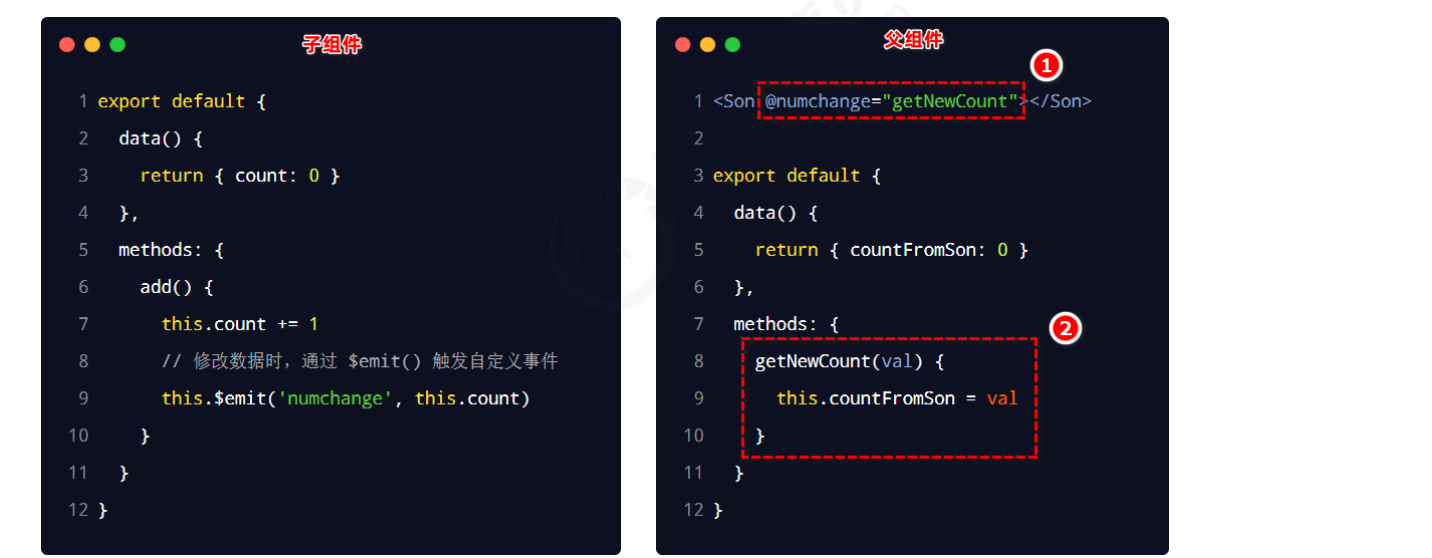 子组件
1 export default {
2 data() {
3 return { count: 0 }
4 },
5 methods: {
6 add() {
7 this.count += 1
8 // 修改数据时，通过 $emit() 触发自定义事件
9 this.$emit('numchange', this.count)
10 }
11 }
12 }
父组件
1
1 <Son @numchange="getNewCount"></Son>
2
3 export default {
4 data() {
5 return { countFromSon: 0 }
6 },
7 methods: {
2
8 getNewCount(val) {
9 this.countFromSon = val
10 }
11 }
12 }